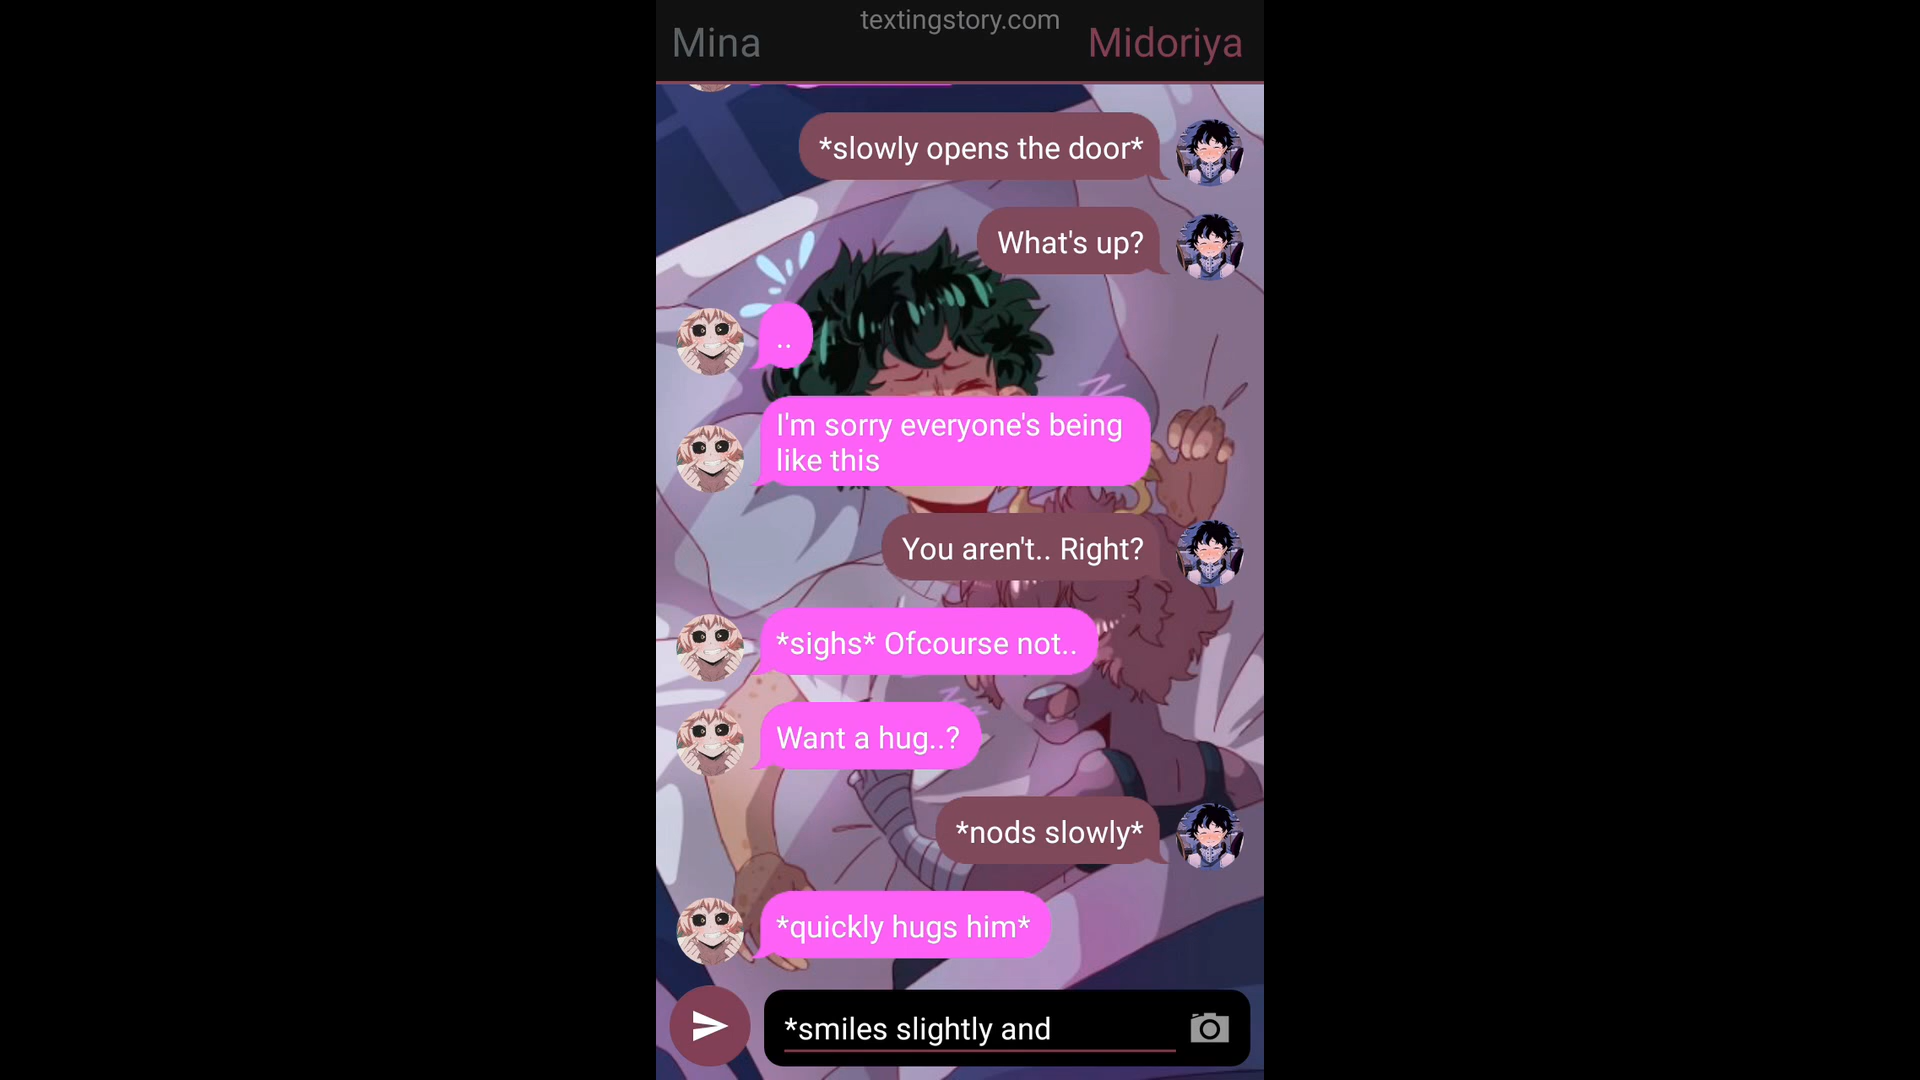 textingstory.com
Mina
Midoriya
*slowly opens the door*
What's up?
..
I'm sorry everyone's being
like this
You aren't.. Right?
*sighs* Ofcourse not..
Want a hug..?
*nods slowly*
*quickly hugs him*
*smiles slightly and